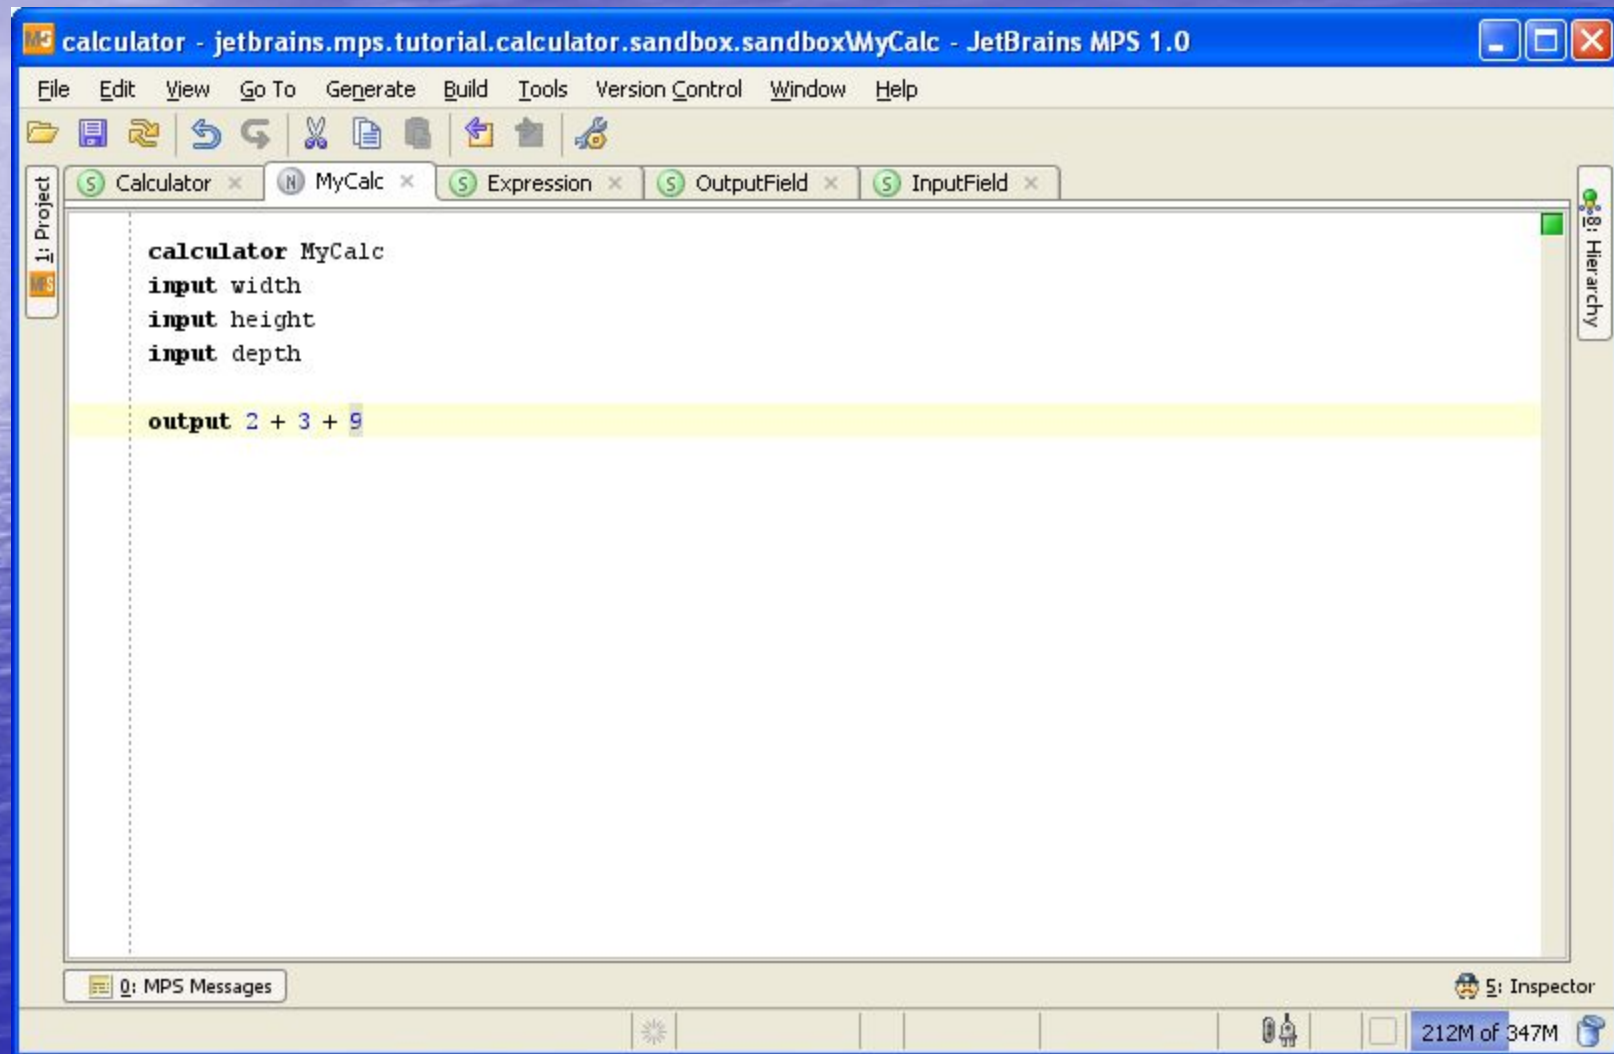 calculator - jetbrains.mps.tutorial.calculator.sandbox.sandbox\MyCalc - JetBrains MPS 1.0
File Edit View Go To Generate Build Tools Version Control Window Help
Calculator MyCalc Expression OutputField InputField
1: Project
8: Hierarchy
calculator MyCalc
input width
input height
input depth
output 2 + 3 + 9
0: MPS Messages
5: Inspector
212M of 347M